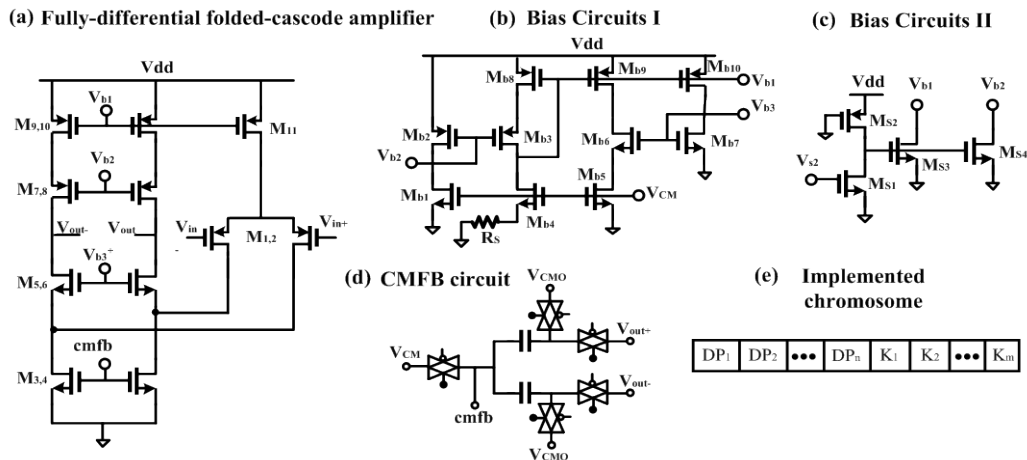 (a) Fully-differential folded-cascode amplifier
Vdd
Vb1
M9,10
M11
Vb2
M7,8
Vout-
Vout
Vin
-
M1,2
Vin+
Vb3+
M5,6
cmfb
M3,4
(b) Bias Circuits I
Vdd
Mb8
Mb9
Mb10
Vb1
Mb2
Mb3
Vb3
Mb6
Mb7
Vb2
Mb5
Mb1
VCM
Mb4
RS
(c) Bias Circuits II
Vb1
Vb2
Vdd
MS2
MS3
MS4
Vs2
MS1
(d) CMFB circuit
VCMO
Vout+
VCM
Vout-
cmfb
VCMO
(e) Implemented
chromosome
DP1 DP2 ••• DPn K1 K2 ••• Km